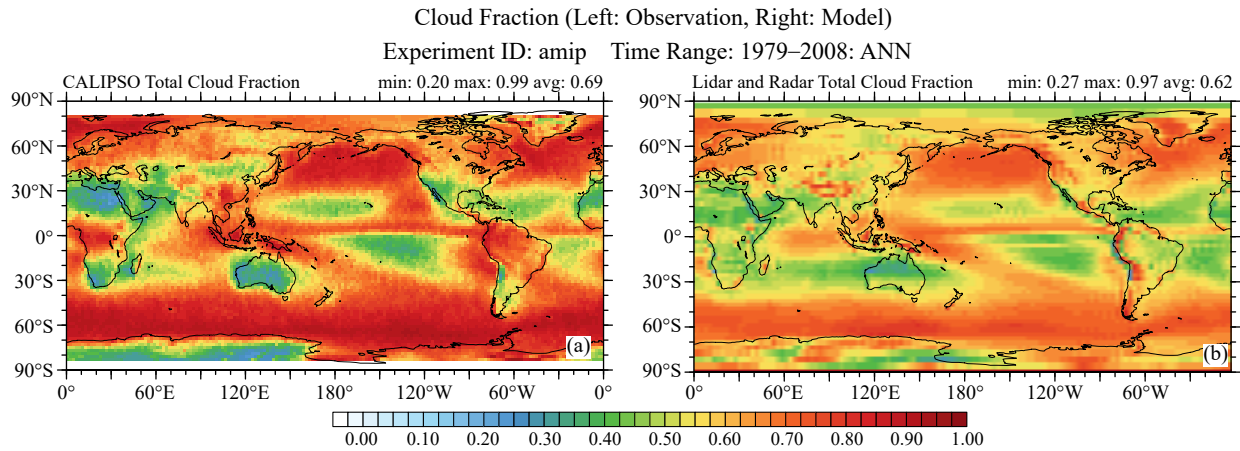 Cloud Fraction (Left: Observation, Right: Model)
Experiment ID: amip Time Range: 1979–2008: ANN
CALIPSO Total Cloud Fraction min: 0.20 max: 0.99 avg: 0.69
Lidar and Radar Total Cloud Fraction min: 0.27 max: 0.97 avg: 0.62
90°N
60°N
30°N
0°
30°S
60°S
90°S
(a)
0° 60°E 120°E 180° 120°W 60°W 0°
90°N
60°N
30°N
0°
30°S
60°S
90°S
(b)
0° 60°E 120°E 180° 120°W 60°W
0.00 0.10 0.20 0.30 0.40 0.50 0.60 0.70 0.80 0.90 1.00